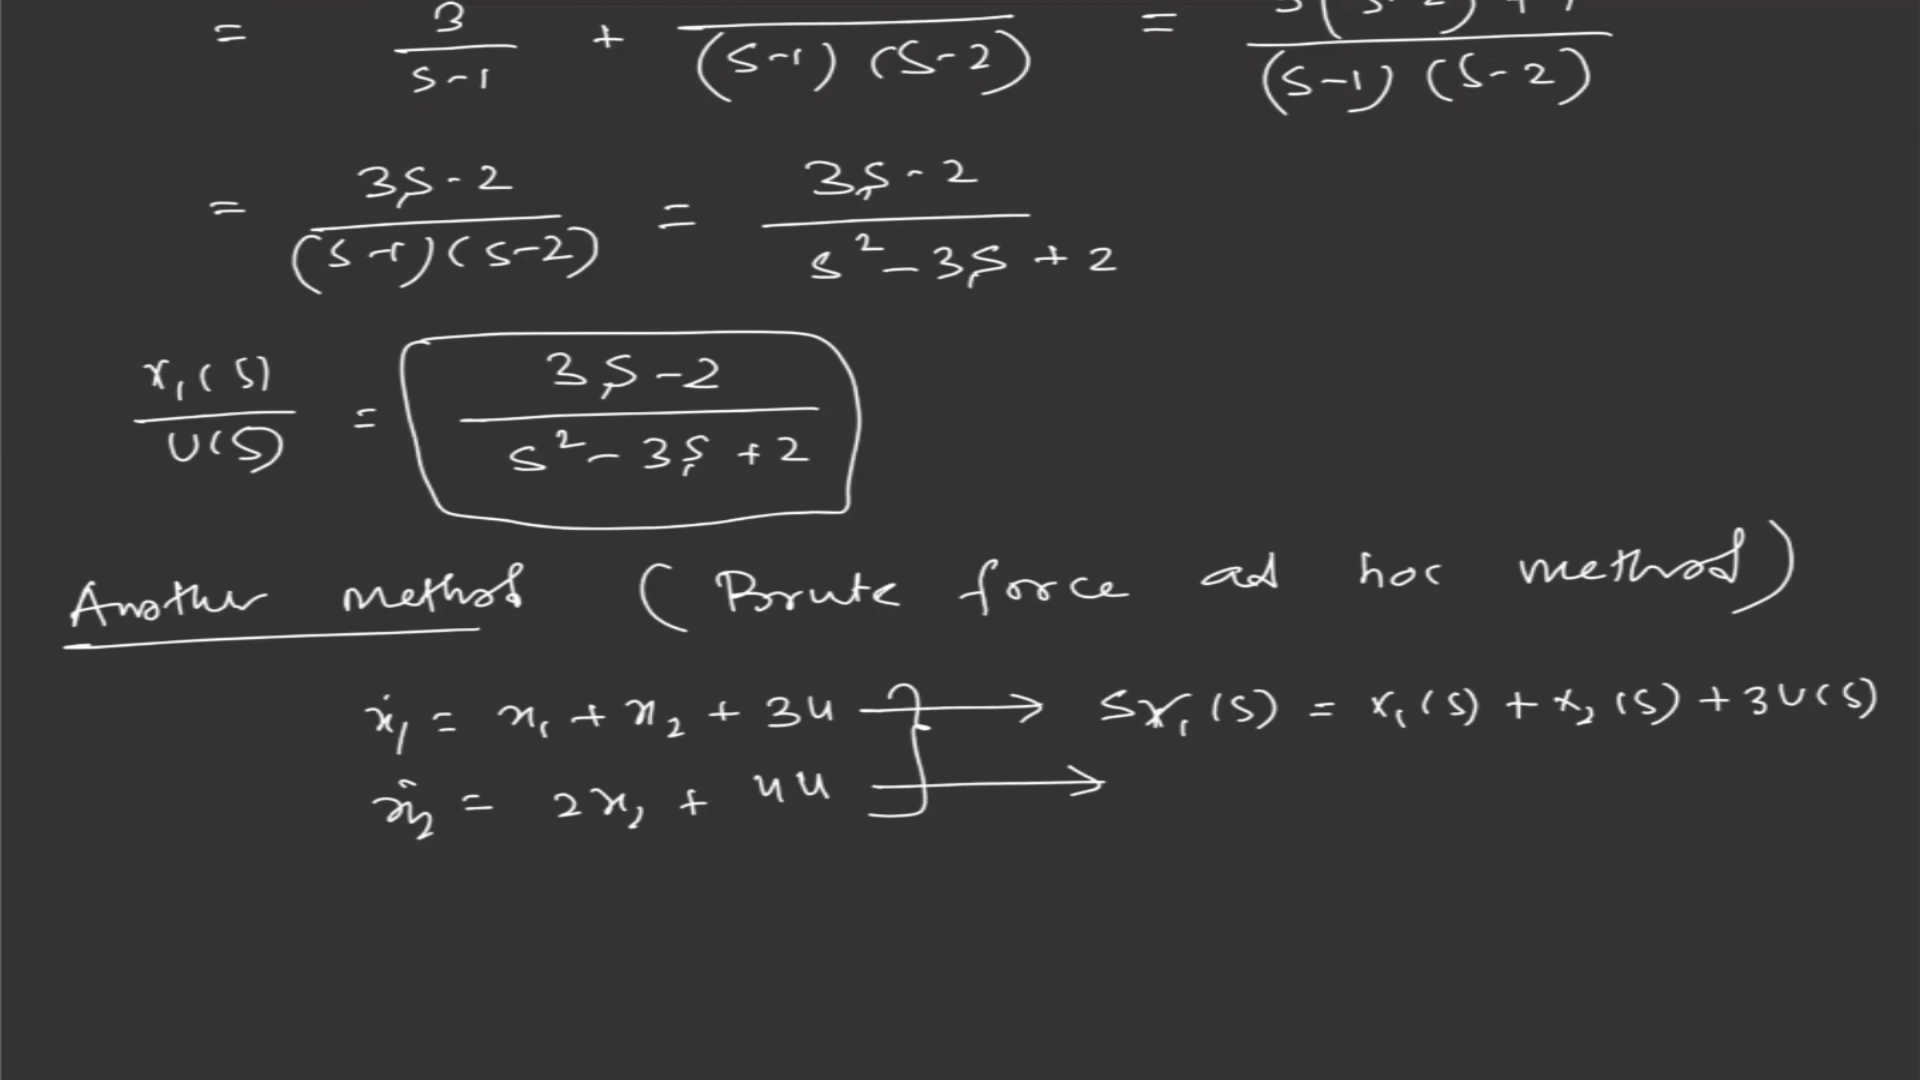 = 3/(s-1) + /((s-1)(s-2)) = /((s-1)(s-2))
= (3s-2)/((s-1)(s-2)) = (3s-2)/(s²-3s+2)
x₁(s)/U(s) = (3s-2)/(s²-3s+2)
Another method (Brute force ad hoc method)
ẋ₁ = x₁ + x₂ + 3u → sx₁(s) = x₁(s) + x₂(s) + 3U(s)
ẋ₂ = 2x₂ + 4u →